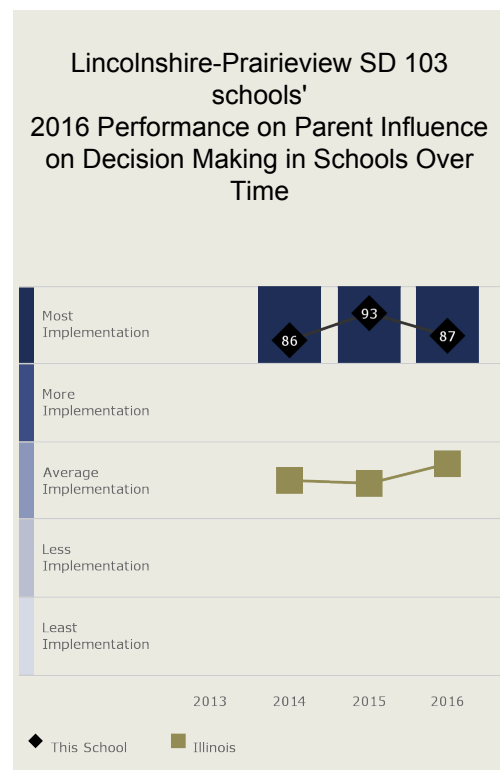 Lincolnshire-Prairieview SD 103
schools'
2016 Performance on Parent Influence
on Decision Making in Schools Over
Time
Most
Implementation
86
93
87
More
Implementation
Average
Implementation
Less
Implementation
Least
Implementation
2013 2014 2015 2016
This School Illinois